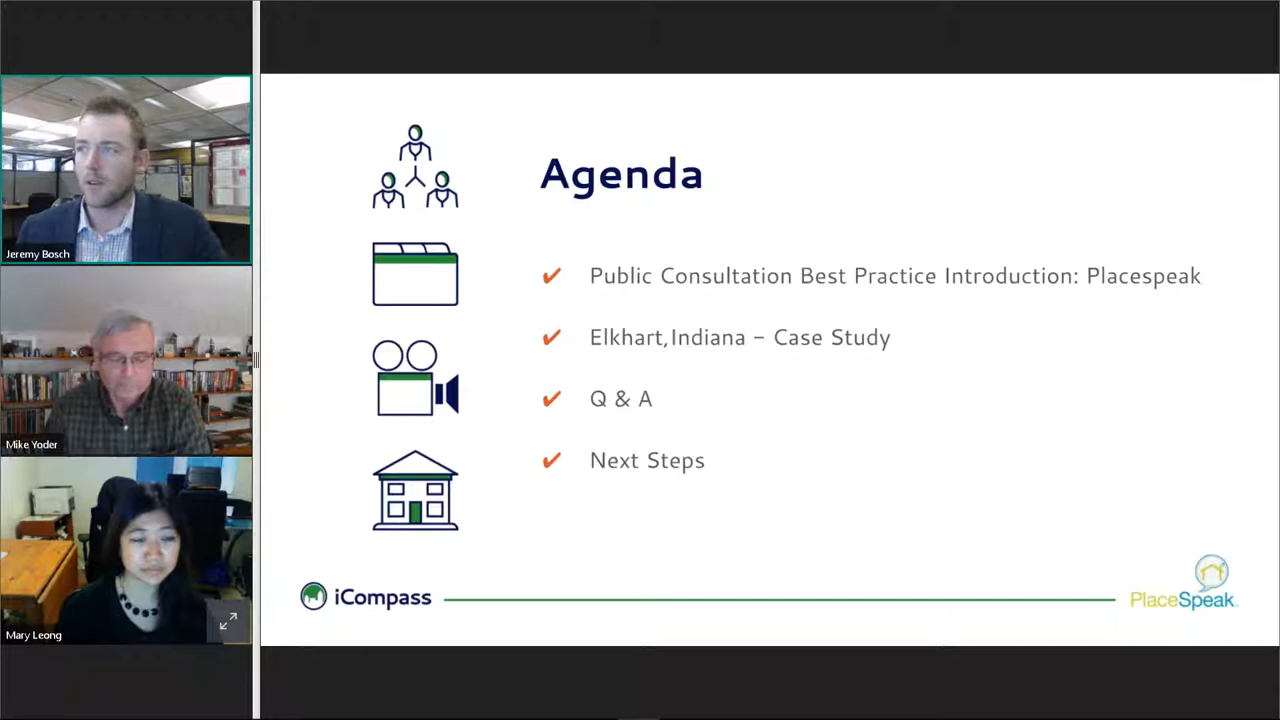 Jeremy Bosch
Mike Yoder
Mary Leong
Agenda
✔ Public Consultation Best Practice Introduction: Placespeak
✔ Elkhart,Indiana – Case Study
✔ Q & A
✔ Next Steps
iCompass
PlaceSpeak